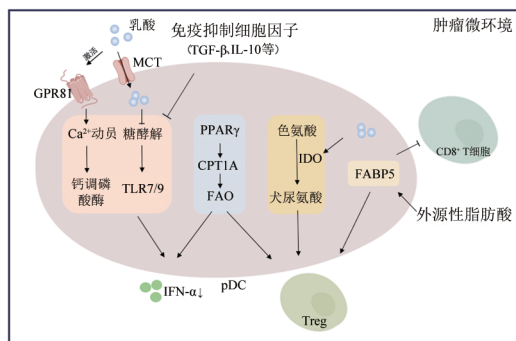 乳酸
免疫抑制细胞因子
(TGF-β、IL-10等)
肿瘤微环境
激活
MCT
GPR81
Ca²⁺动员
糖酵解
PPARγ
色氨酸
CD8⁺ T细胞
CPT1A
IDO
FABP5
钙调磷
酸酶
TLR7/9
FAO
犬尿氨酸
外源性脂肪酸
IFN-α↓
pDC
Treg